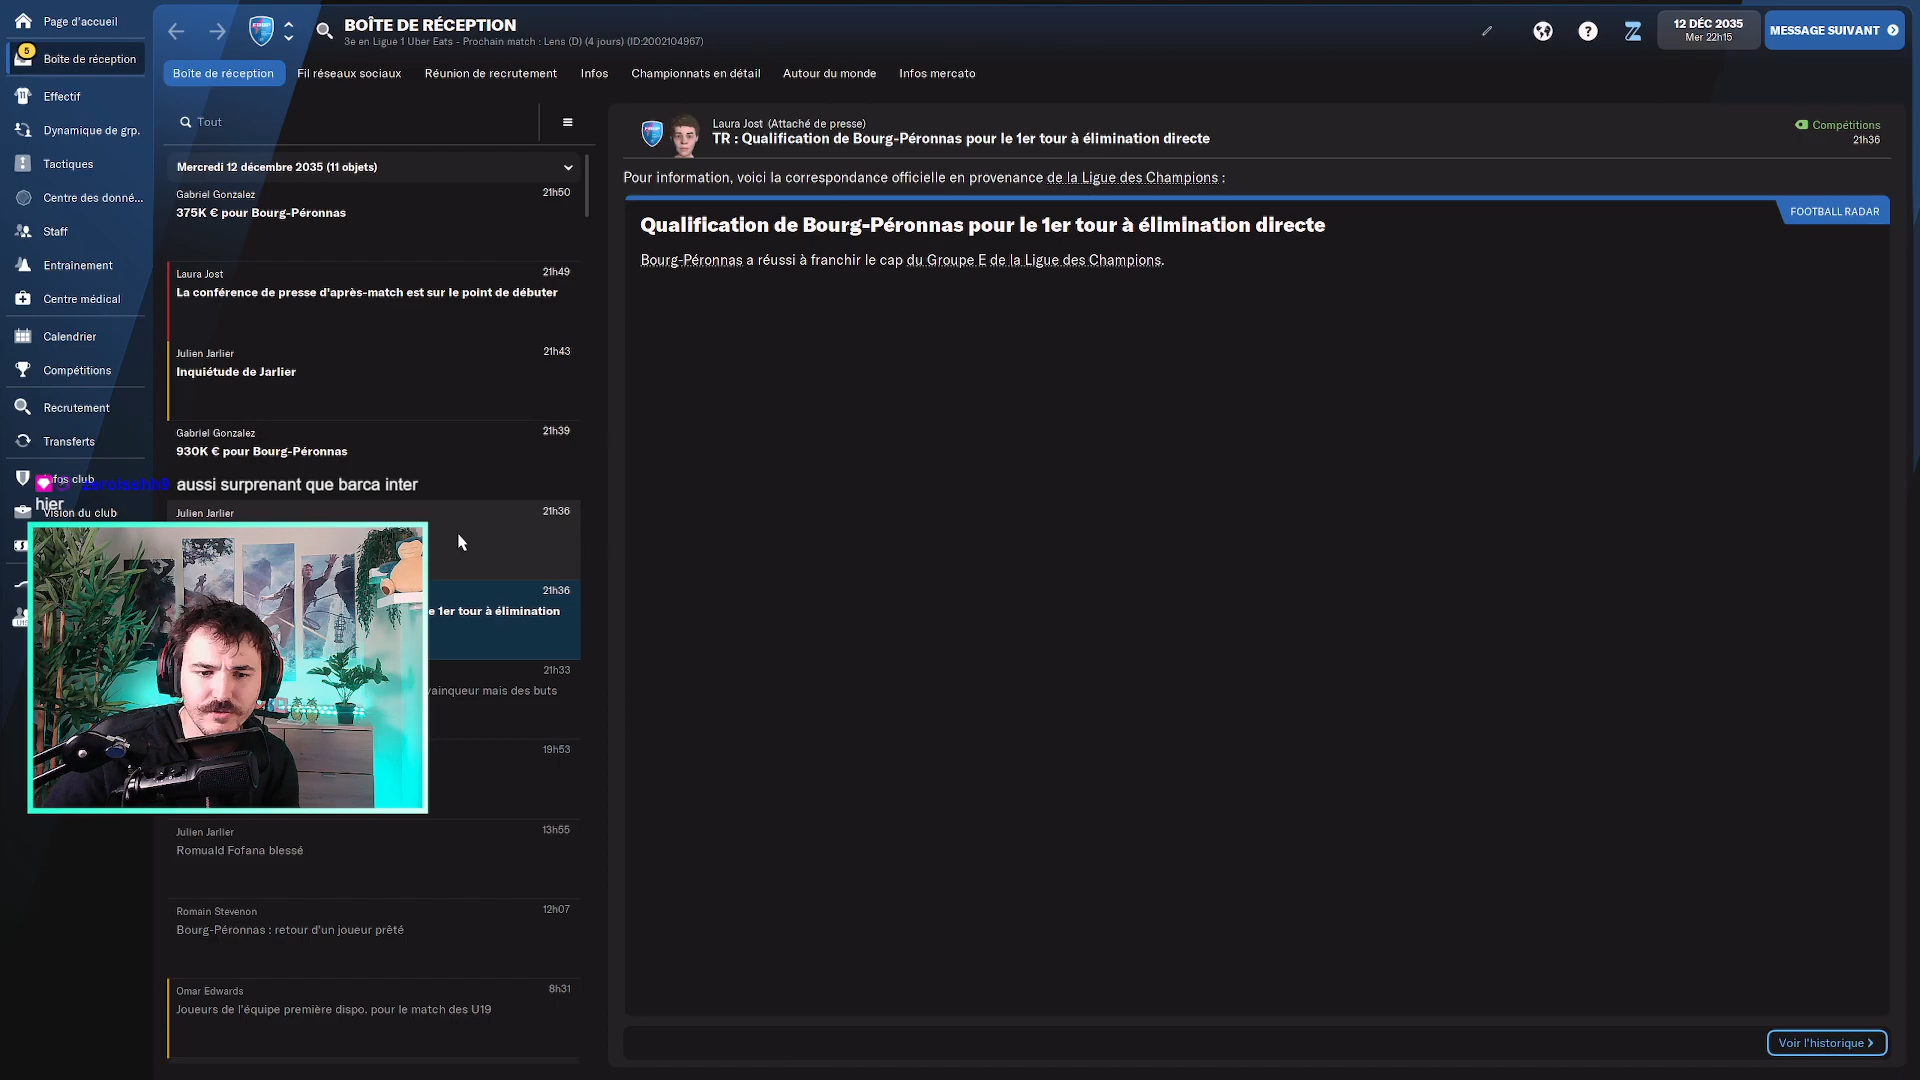 Page d'accueil
5
Boîte de réception
Effectif
Dynamique de grp.
Tactiques
Centre des donné...
Staff
Entraînement
Centre médical
Calendrier
Compétitions
Recrutement
Transferts
Infos club
Vision du club
BOÎTE DE RÉCEPTION
3e en Ligue 1 Uber Eats - Prochain match : Lens (D) (4 jours) (ID:2002104967)
12 DÉC 2035
Mer 22h15
MESSAGE SUIVANT
Boîte de réception
Fil réseaux sociaux
Réunion de recrutement
Infos
Championnats en détail
Autour du monde
Infos mercato
Tout
Mercredi 12 décembre 2035 (11 objets)
Gabriel Gonzalez 21h50
375K € pour Bourg-Péronnas
Laura Jost 21h49
La conférence de presse d'après-match est sur le point de débuter
Julien Jarlier 21h43
Inquiétude de Jarlier
Gabriel Gonzalez 21h39
930K € pour Bourg-Péronnas
aussi surprenant que barca inter
hier
Julien Jarlier 21h36
21h36
e 1er tour à élimination
21h33
vainqueur mais des buts
19h53
Julien Jarlier 13h55
Romuald Fofana blessé
Romain Stevenon 12h07
Bourg-Péronnas : retour d'un joueur prêté
Omar Edwards 8h31
Joueurs de l'équipe première dispo. pour le match des U19
Laura Jost (Attaché de presse)
TR : Qualification de Bourg-Péronnas pour le 1er tour à élimination directe
Compétitions
21h36
Pour information, voici la correspondance officielle en provenance de la Ligue des Champions :
FOOTBALL RADAR
Qualification de Bourg-Péronnas pour le 1er tour à élimination directe
Bourg-Péronnas a réussi à franchir le cap du Groupe E de la Ligue des Champions.
Voir l'historique